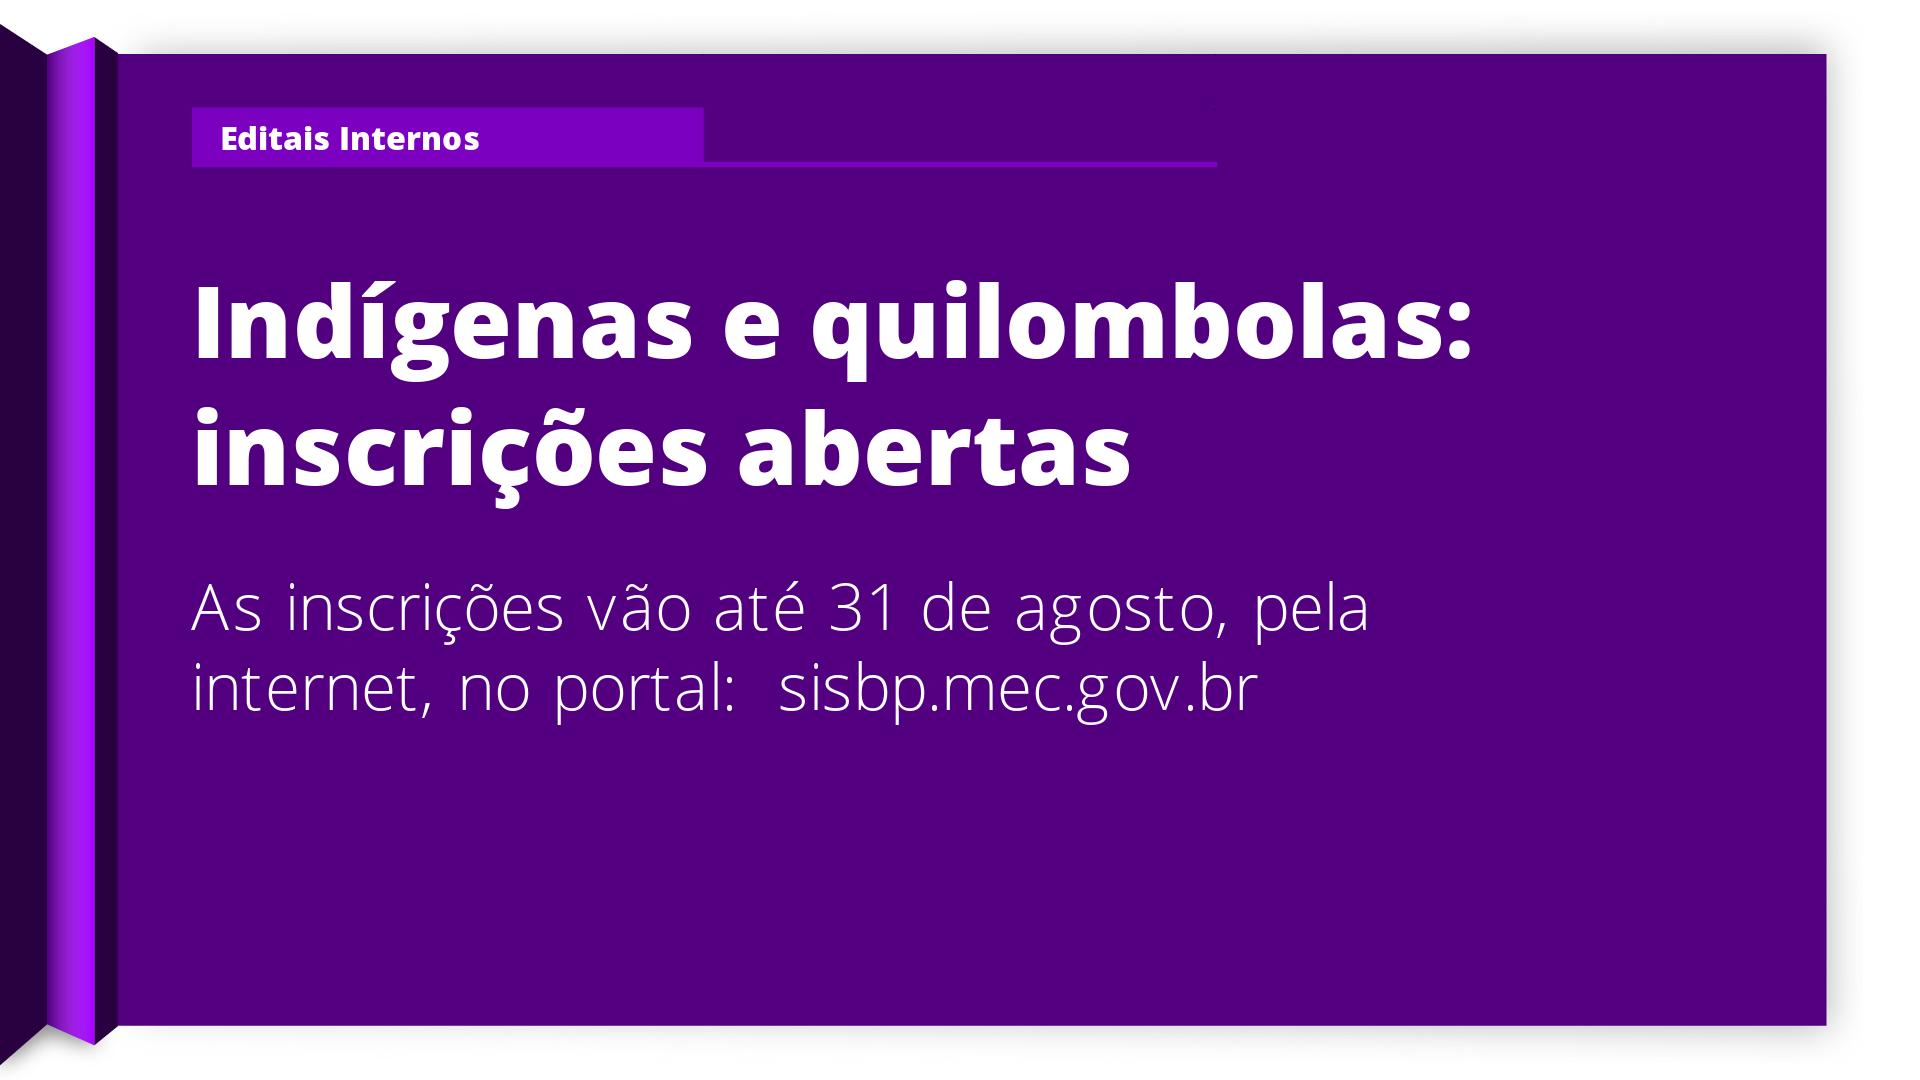 Editais Internos
Indígenas e quilombolas:
inscrições abertas
As inscrições vão até 31 de agosto, pela
internet, no portal:  sisbp.mec.gov.br